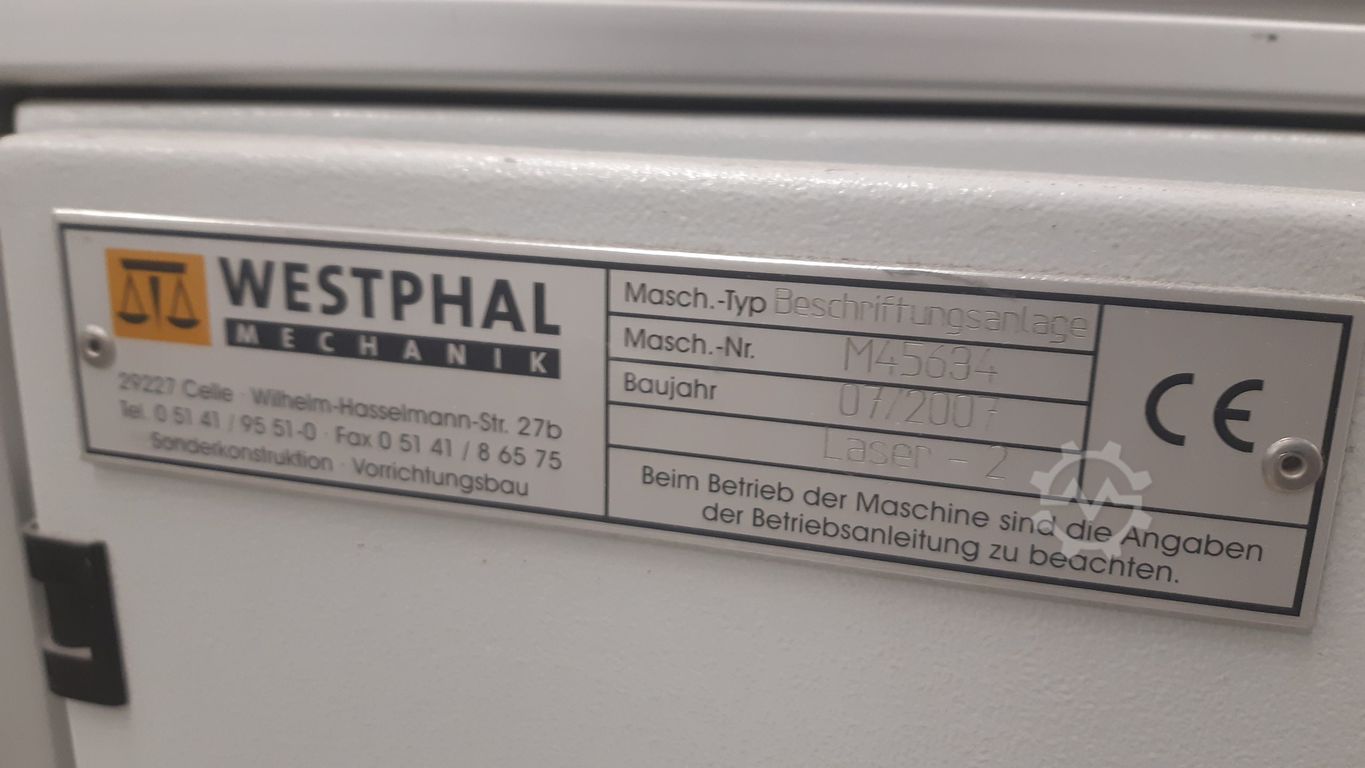 WESTPHAL
MECHANIK
29227 Celle · Wilhelm-Hasselmann-Str. 27b
Tel. 0 51 41 / 95 51-0 · Fax 0 51 41 / 8 65 75
Sonderkonstruktion · Vorrichtungsbau
Masch.-Typ Beschriftungsanlage
Masch.-Nr. M45634
Baujahr 07/2007
Laser - 2
Beim Betrieb der Maschine sind die Angaben
der Betriebsanleitung zu beachten.
CE